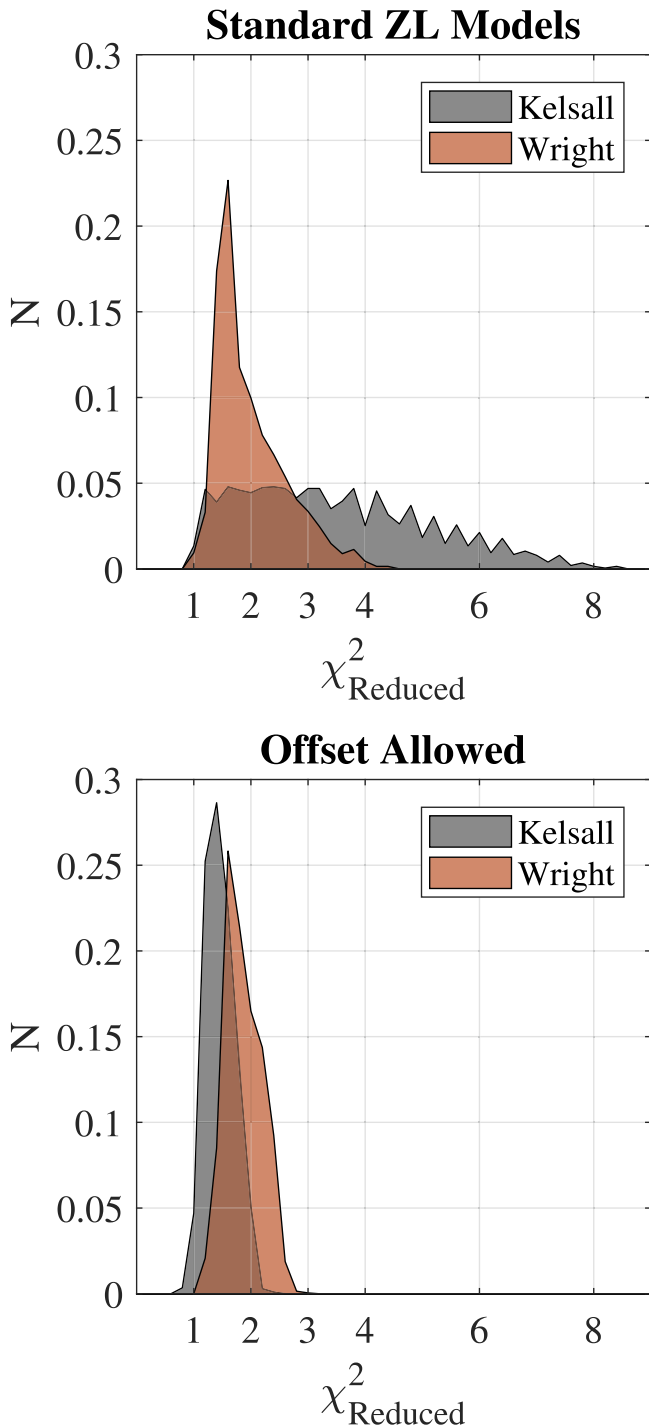 Standard ZL Models
0.3
0.25
0.2
0.15
0.1
0.05
0
N
Kelsall
Wright
1 2 3 4 6 8
χ²Reduced
Offset Allowed
0.3
0.25
0.2
0.15
0.1
0.05
0
N
Kelsall
Wright
1 2 3 4 6 8
χ²Reduced